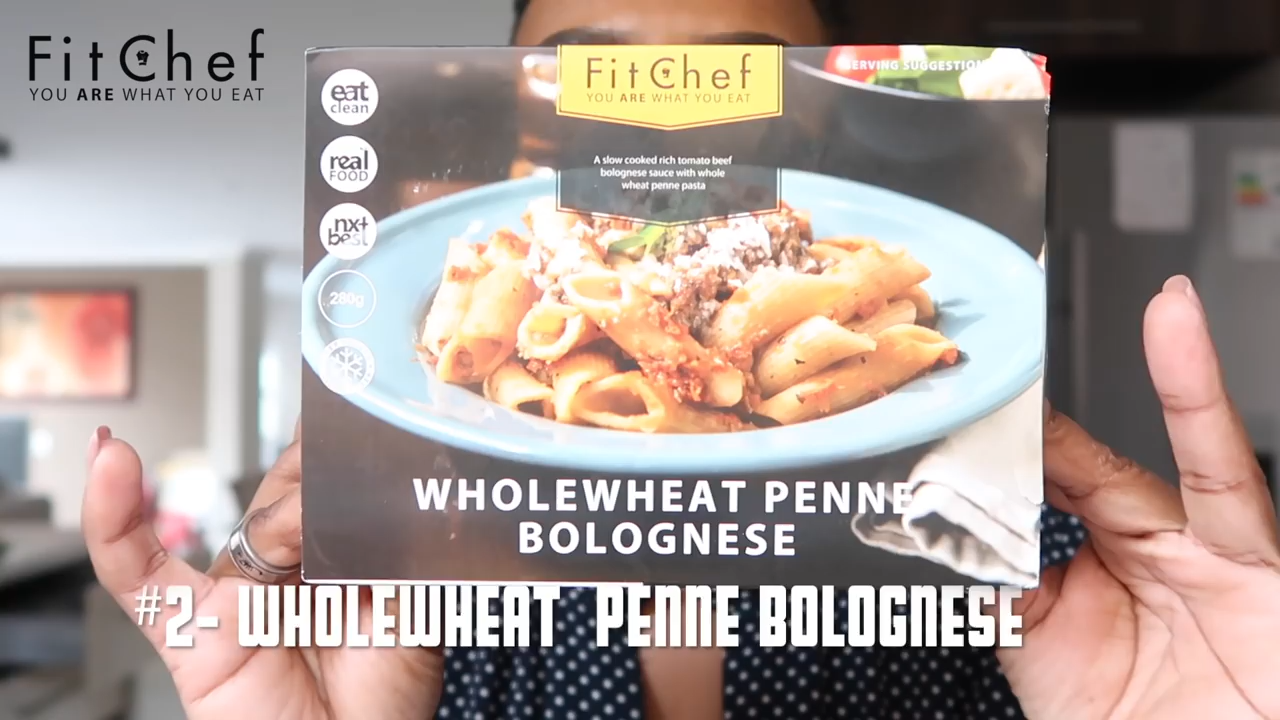 FitChef
YOU ARE WHAT YOU EAT
FitChef
YOU ARE WHAT YOU EAT
SERVING SUGGESTION
eat
clean
real
FOOD
nxt
best
280g
A slow cooked rich tomato beef
bolognese sauce with whole
wheat penne pasta
WHOLEWHEAT PENNE
BOLOGNESE
#2- WHOLEWHEAT PENNE BOLOGNESE